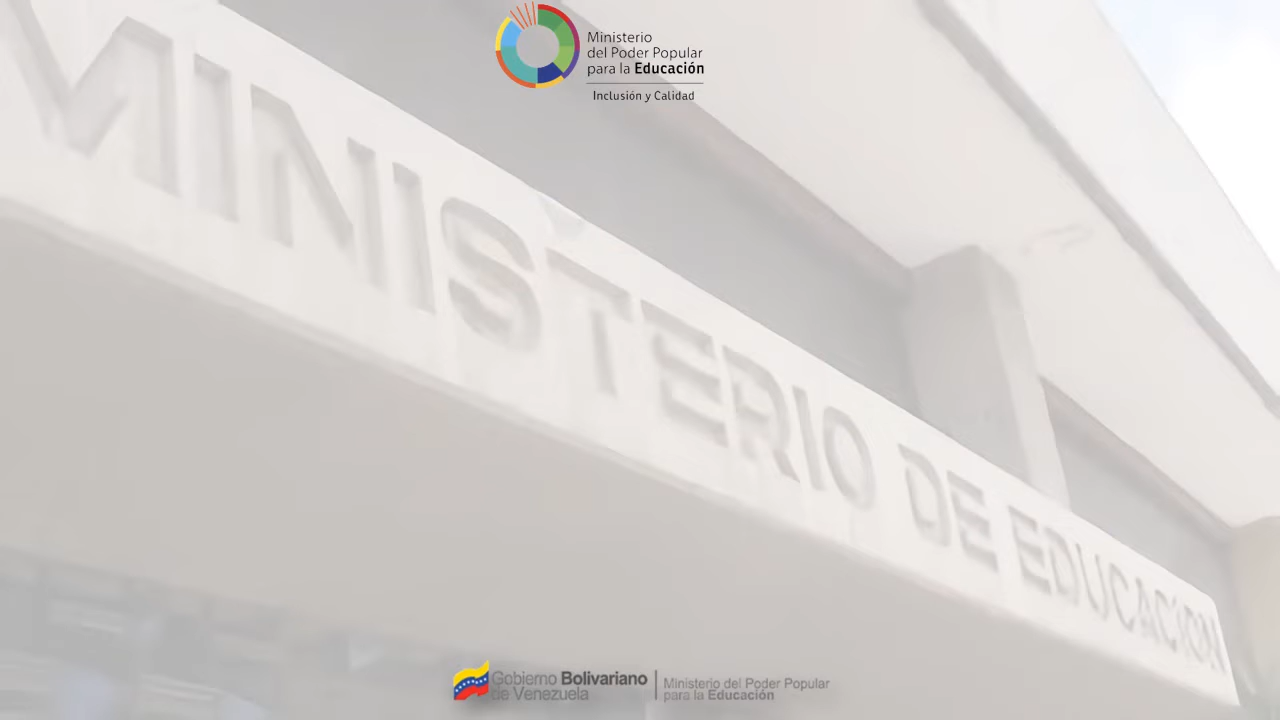 Ministerio
del Poder Popular
para la Educación
Inclusión y Calidad
MINISTERIO DE EDUCACIÓN
Gobierno Bolivariano
de Venezuela
Ministerio del Poder Popular
para la Educación